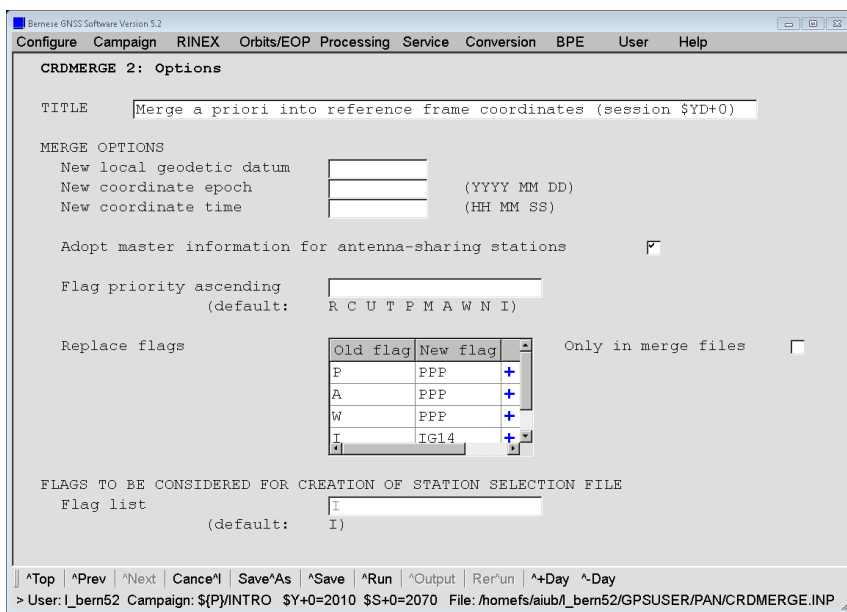 Bernese GNSS Software Version 5.2
Configure Campaign RINEX Orbits/EOP Processing Service Conversion BPE User Help
CRDMERGE 2: Options
TITLE Merge a priori into reference frame coordinates (session $YD+0)
MERGE OPTIONS
New local geodetic datum
New coordinate epoch (YYYY MM DD)
New coordinate time (HH MM SS)
Adopt master information for antenna-sharing stations
Flag priority ascending
(default: R C U T P M A W N I)
Replace flags Old flag New flag Only in merge files
P PPP +
A PPP +
W PPP +
I IG14 +
FLAGS TO BE CONSIDERED FOR CREATION OF STATION SELECTION FILE
Flag list I
(default: I)
^Top | ^Prev | ^Next | Cance^l | Save^As | ^Save | ^Run | ^Output | Rer^un | ^+Day ^-Day
> User: l_bern52 Campaign: ${P}/INTRO $Y+0=2010 $S+0=2070 File: /homefs/aiub/l_bern52/GPSUSER/PAN/CRDMERGE.INP